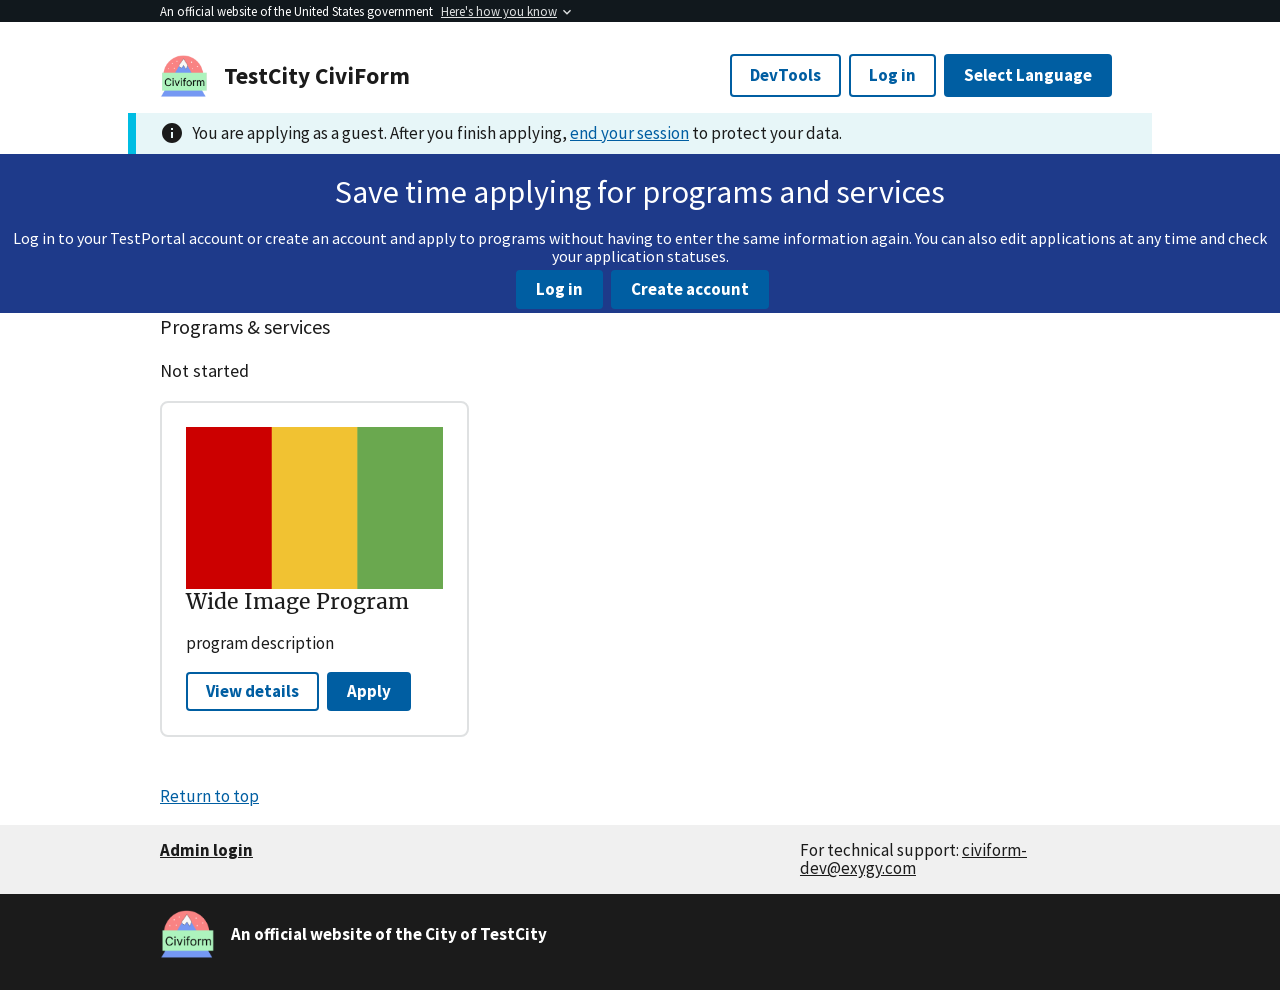 An official website of the United States government Here's how you know
Civiform
TestCity CiviForm
DevTools
Log in
Select Language
You are applying as a guest. After you finish applying, end your session to protect your data.
Save time applying for programs and services
Log in to your TestPortal account or create an account and apply to programs without having to enter the same information again. You can also edit applications at any time and check
your application statuses.
Log in
Create account
Programs & services
Not started
Wide Image Program
program description
View details
Apply
Return to top
Admin login
For technical support: civiform-
dev@exygy.com
Civiform
An official website of the City of TestCity